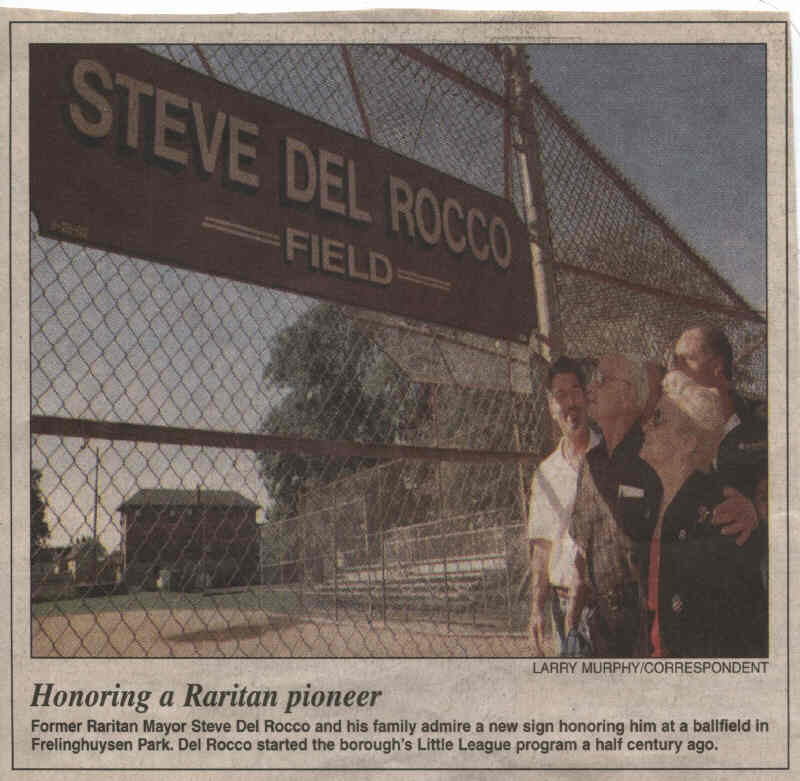 STEVE DEL ROCCO
FIELD
LARRY MURPHY/CORRESPONDENT
Honoring a Raritan pioneer
Former Raritan Mayor Steve Del Rocco and his family admire a new sign honoring him at a ballfield in
Frelinghuysen Park. Del Rocco started the borough's Little League program a half century ago.